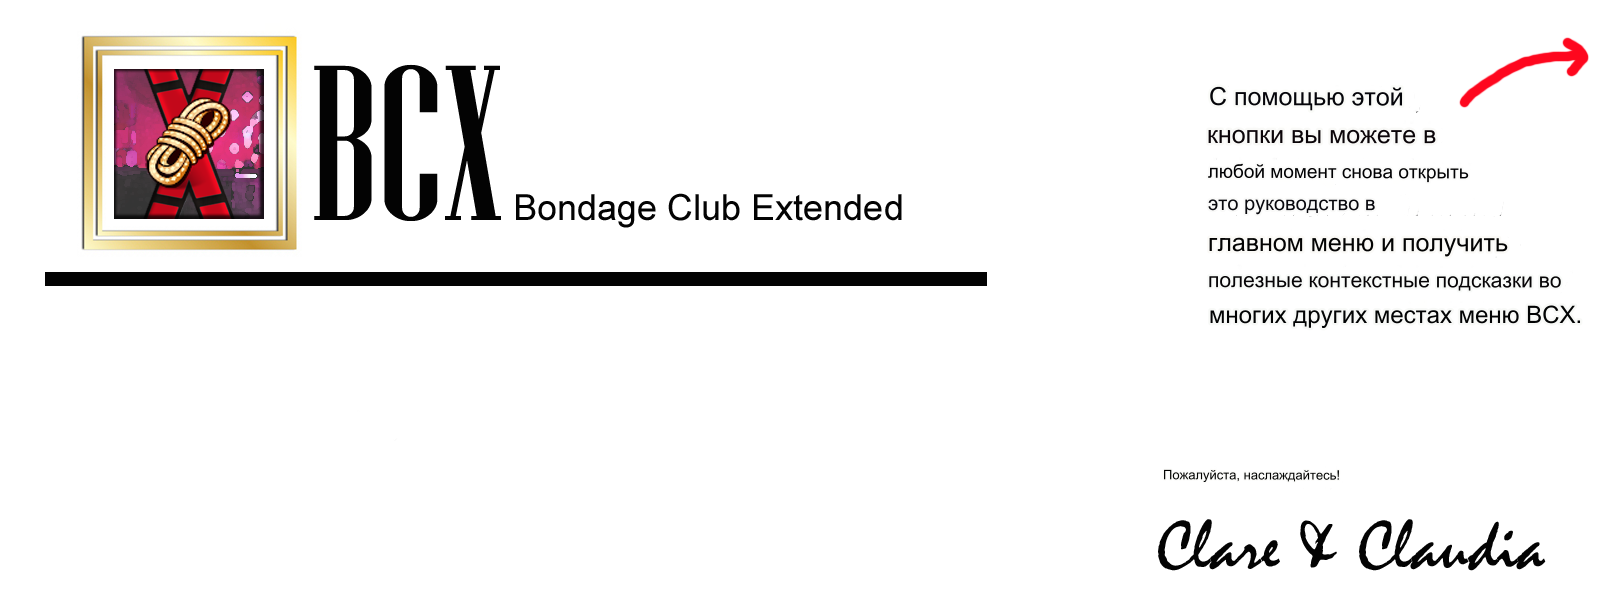 BCX
Bondage Club Extended
С помощью этой
кнопки вы можете в
любой момент снова открыть
это руководство в
главном меню и получить
полезные контекстные подсказки во
многих других местах меню BCX.
Пожалуйста, наслаждайтесь!
Clare & Claudia